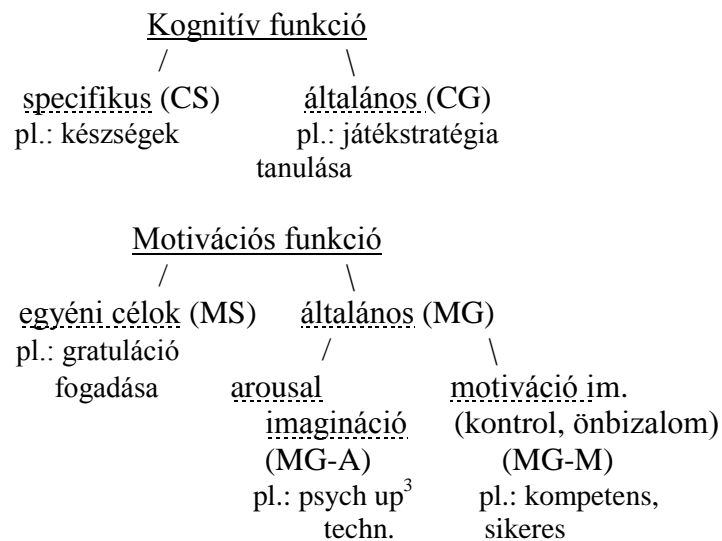 Kognitív funkció
/ \
specifikus (CS) általános (CG)
pl.: készségek pl.: játékstratégia
tanulása
Motivációs funkció
/ \
egyéni célok (MS) általános (MG)
pl.: gratuláció / \
fogadása arousal motiváció im.
imagináció (kontrol, önbizalom)
(MG-A) (MG-M)
pl.: psych up³ pl.: kompetens,
techn. sikeres